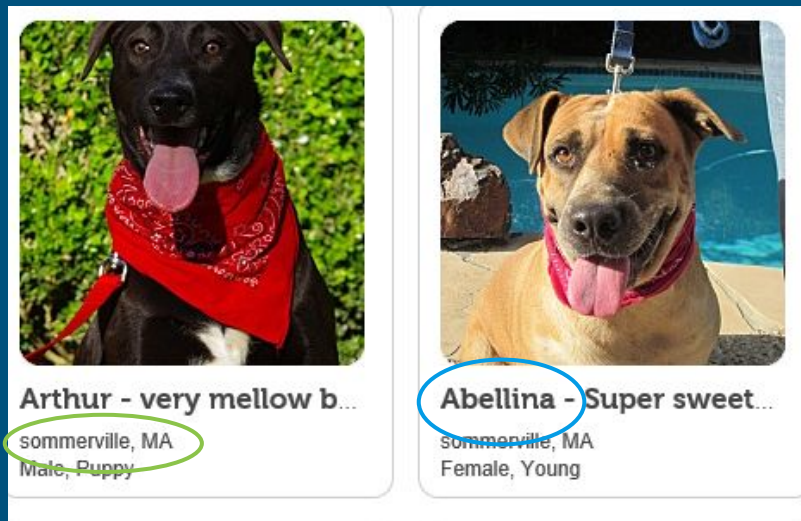 Arthur - very mellow b...
sommerville, MA
Male, Puppy
Abellina - Super sweet...
sommerville, MA
Female, Young